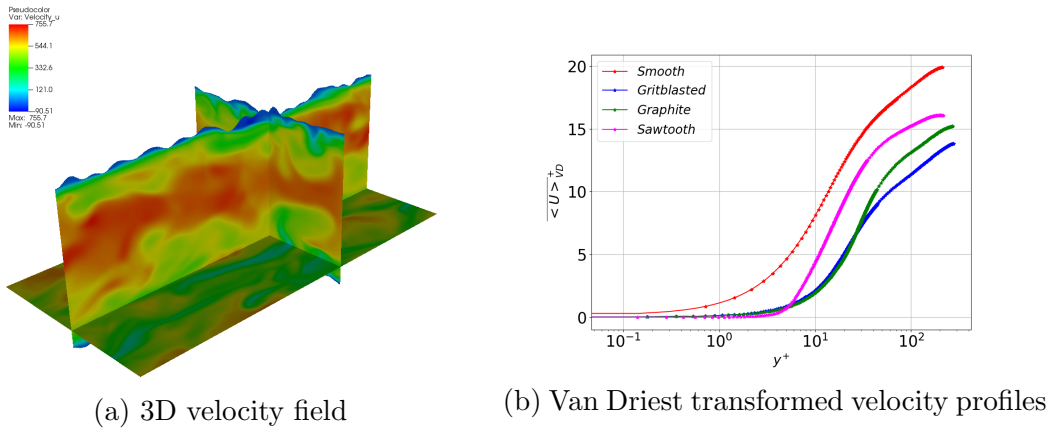 Pseudocolor
Var: Velocity_u
755.7
544.1
332.6
121.0
-90.51
Max: 755.7
Min: -90.51
(a) 3D velocity field
Smooth
Gritblasted
Graphite
Sawtooth
20
15
10
5
0
<U>⁺VD
10⁻¹ 10⁰ 10¹ 10²
y⁺
(b) Van Driest transformed velocity profiles